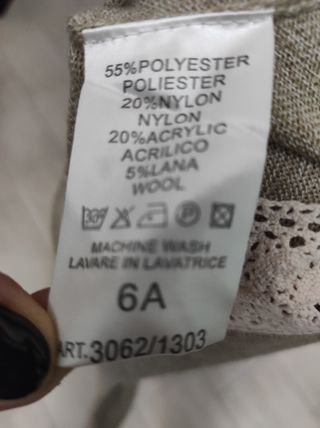 55%POLYESTER
POLIESTER
20%NYLON
NYLON
20%ACRYLIC
ACRILICO
5%LANA
WOOL
30°
P
MACHINE WASH
LAVARE IN LAVATRICE
6A
ART.3062/1303